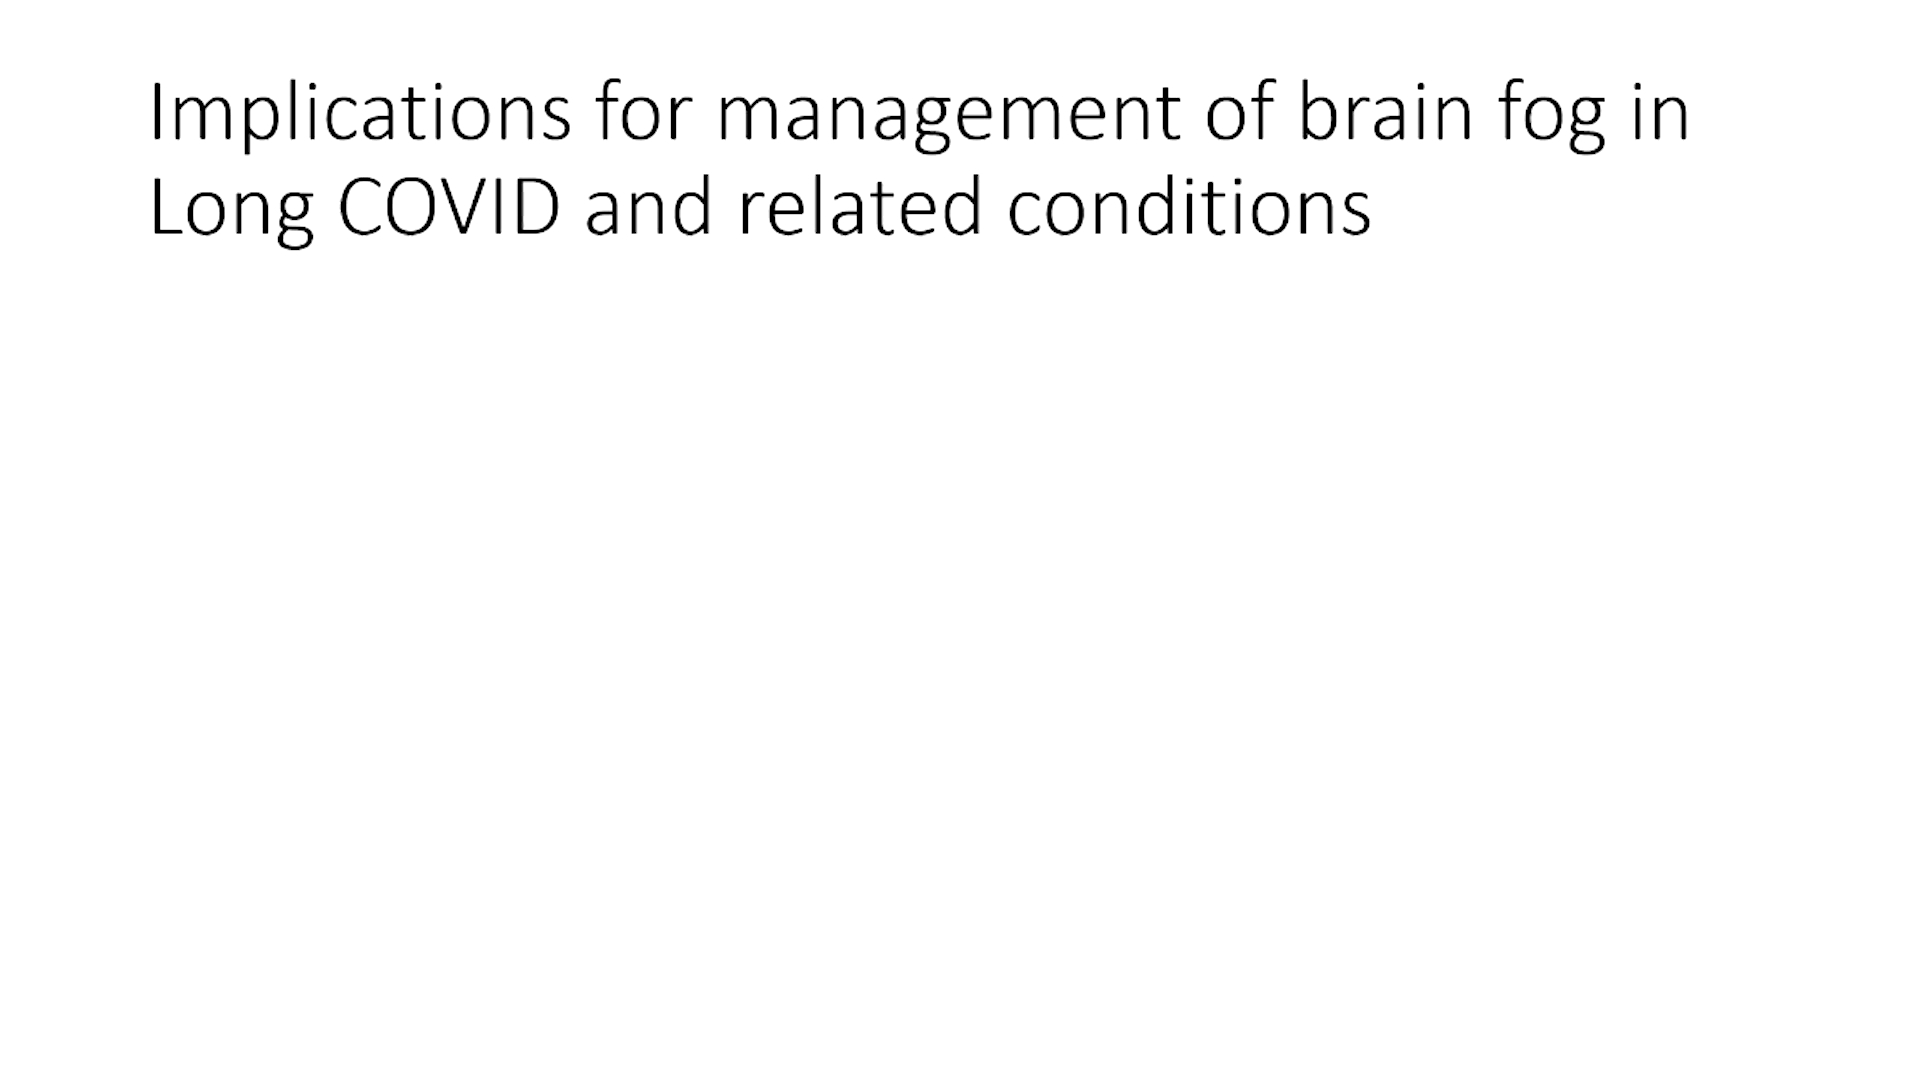 Implications for management of brain fog in
Long COVID and related conditions